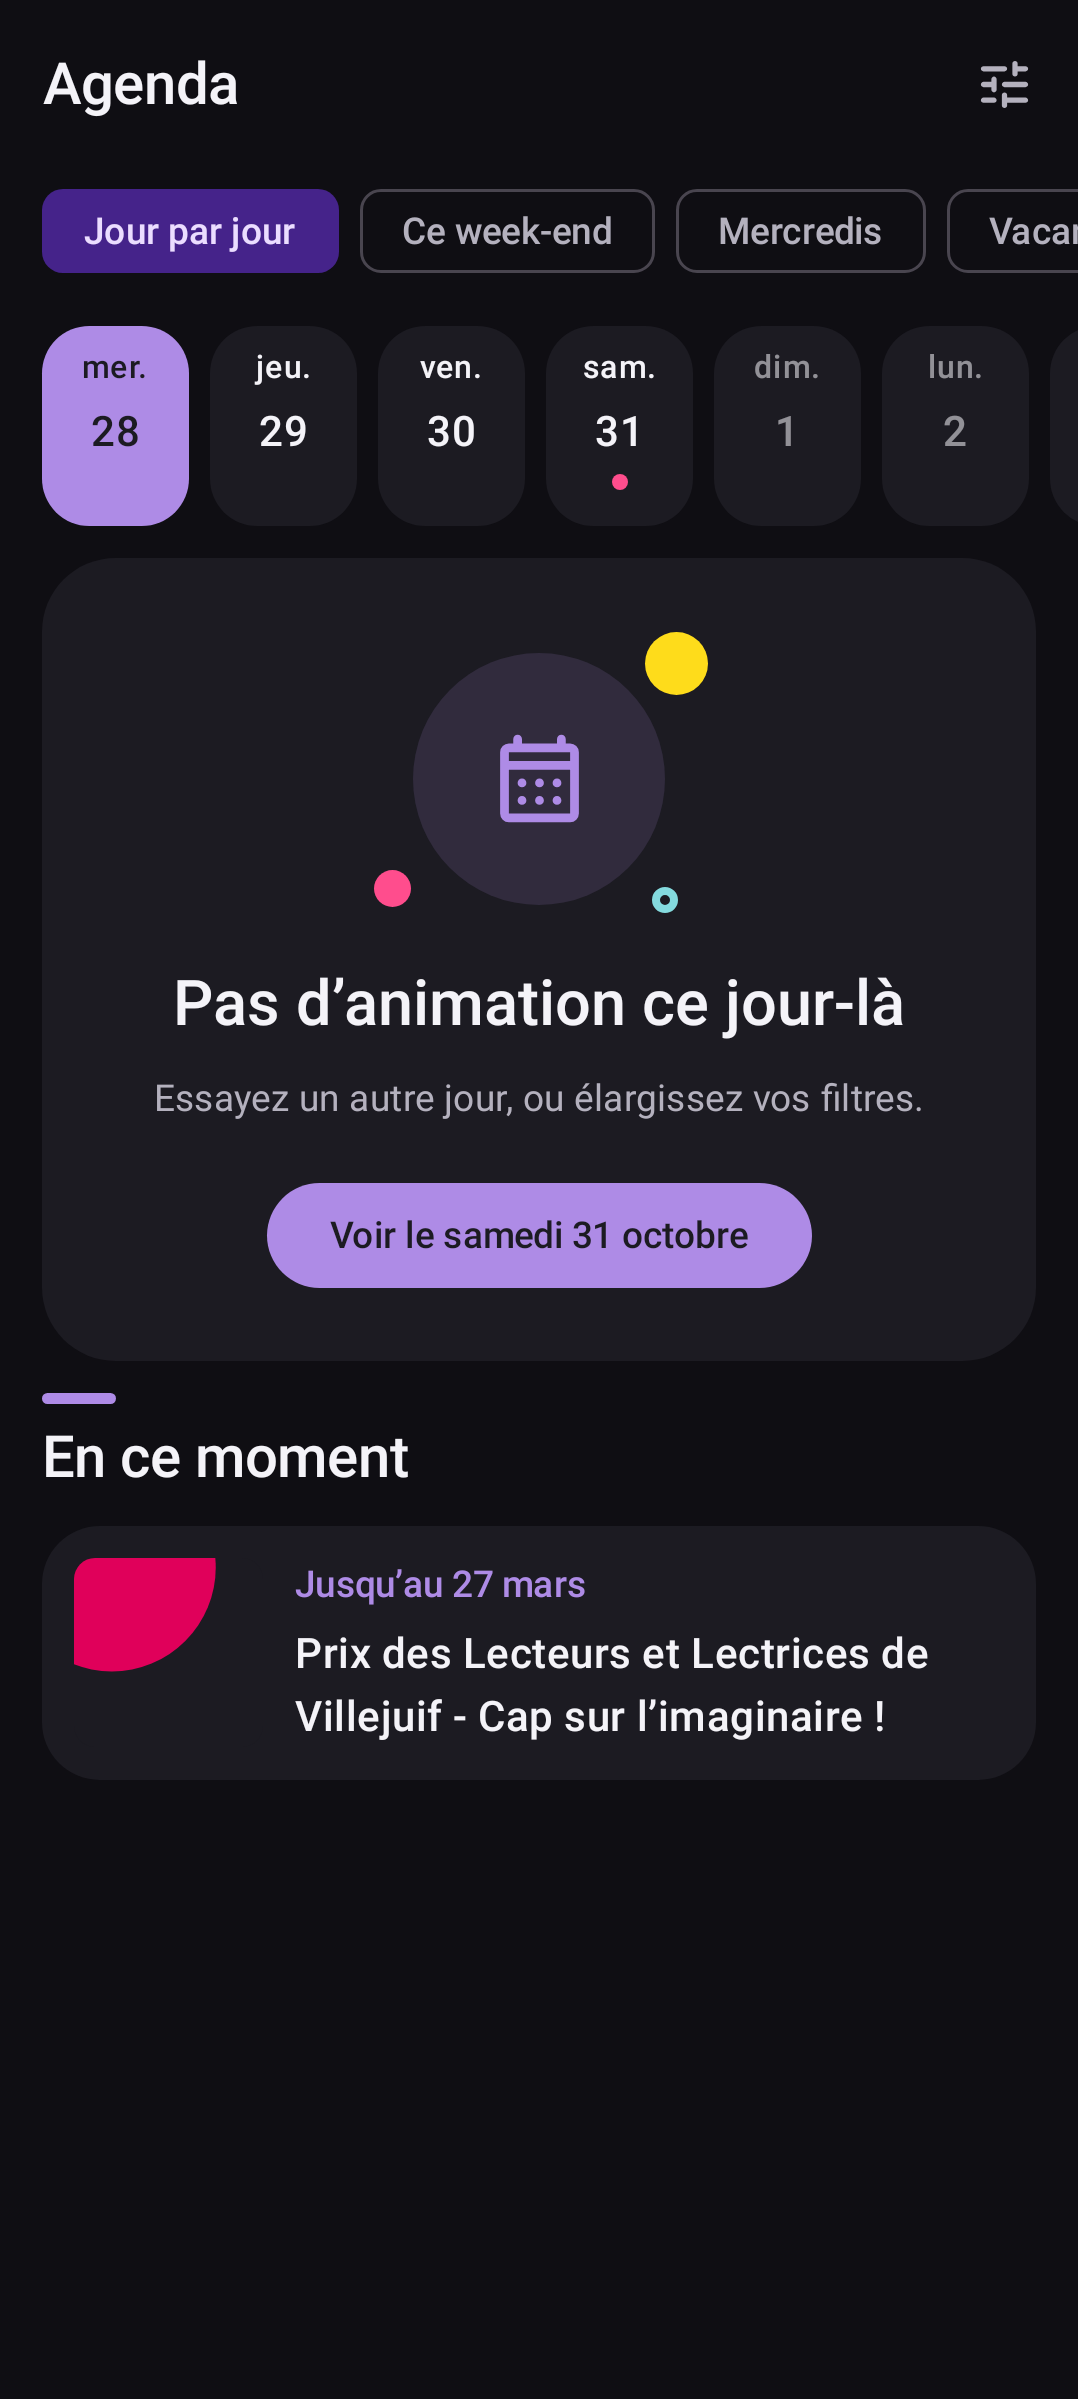 Agenda
Jour par jour
Ce week-end
Mercredis
Vacar
mer.
28
jeu.
29
ven.
30
sam.
31
dim.
1
lun.
2
Pas d’animation ce jour-là
Essayez un autre jour, ou élargissez vos filtres.
Voir le samedi 31 octobre
En ce moment
Jusqu’au 27 mars
Prix des Lecteurs et Lectrices de
Villejuif - Cap sur l’imaginaire !